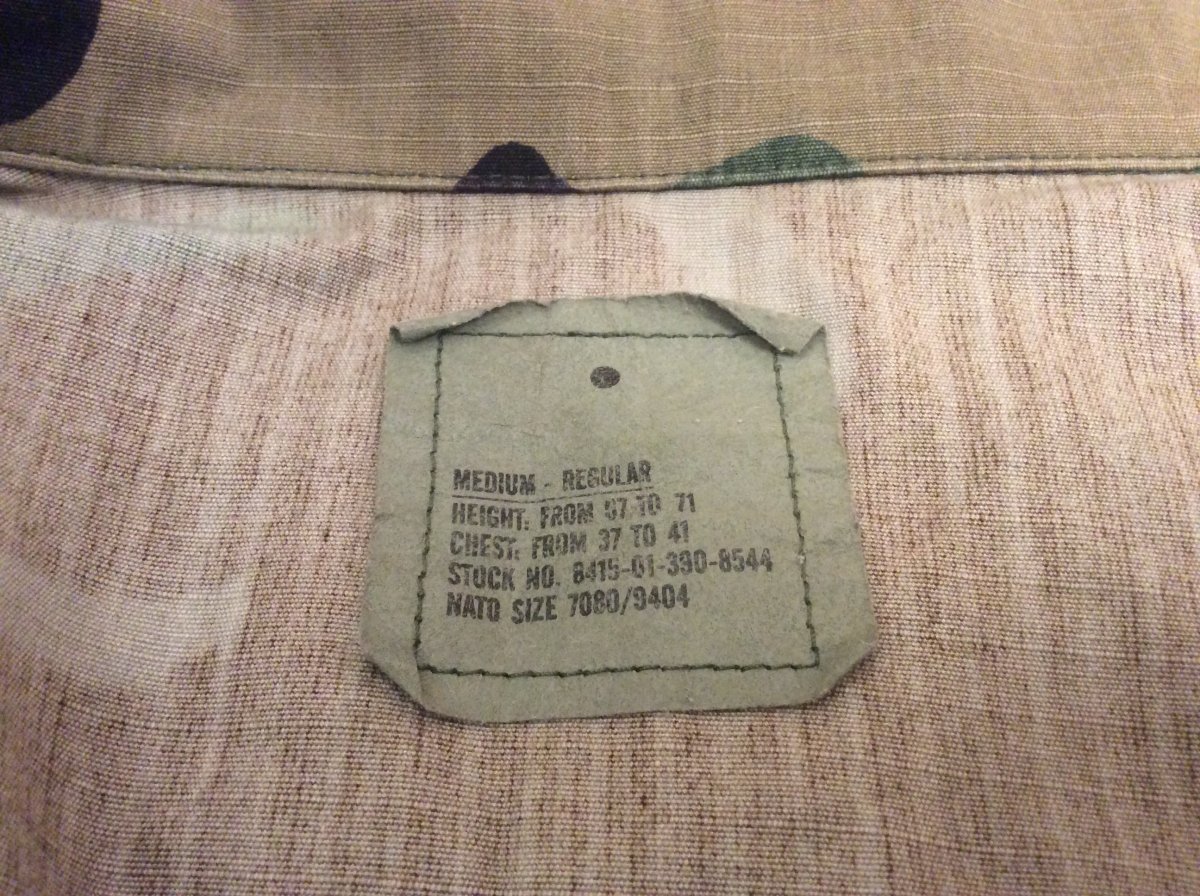 MEDIUM - REGULAR
HEIGHT: FROM 67 TO 71
CHEST: FROM 37 TO 41
STOCK NO. 8415-01-390-8544
NATO SIZE 7080/9404